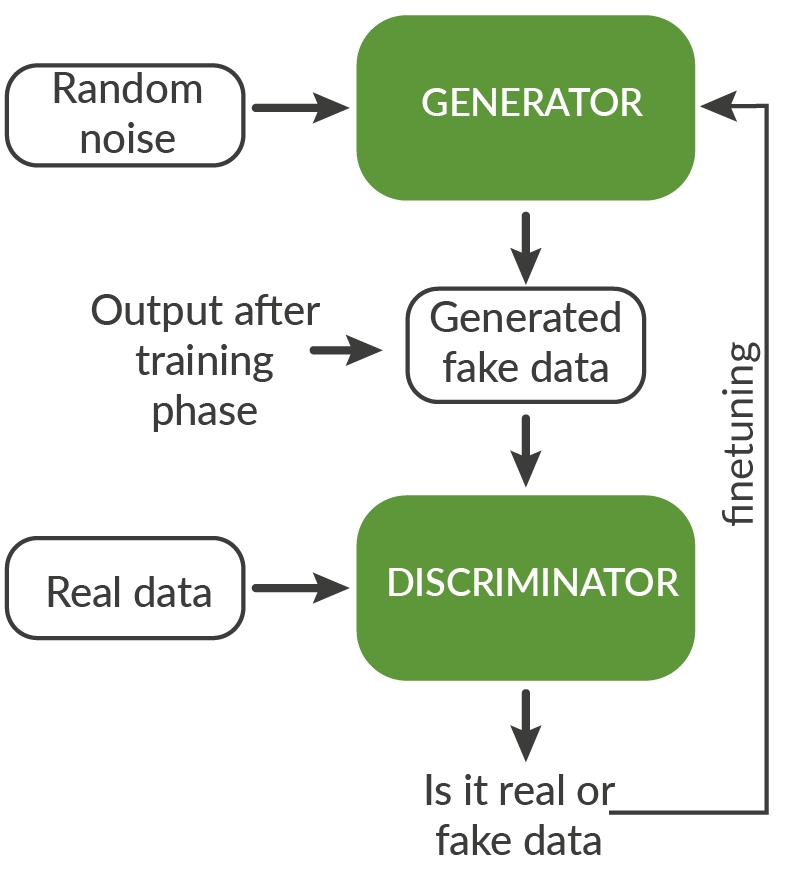 Random
noise
GENERATOR
Output after
training
phase
Generated
fake data
finetuning
Real data
DISCRIMINATOR
Is it real or
fake data